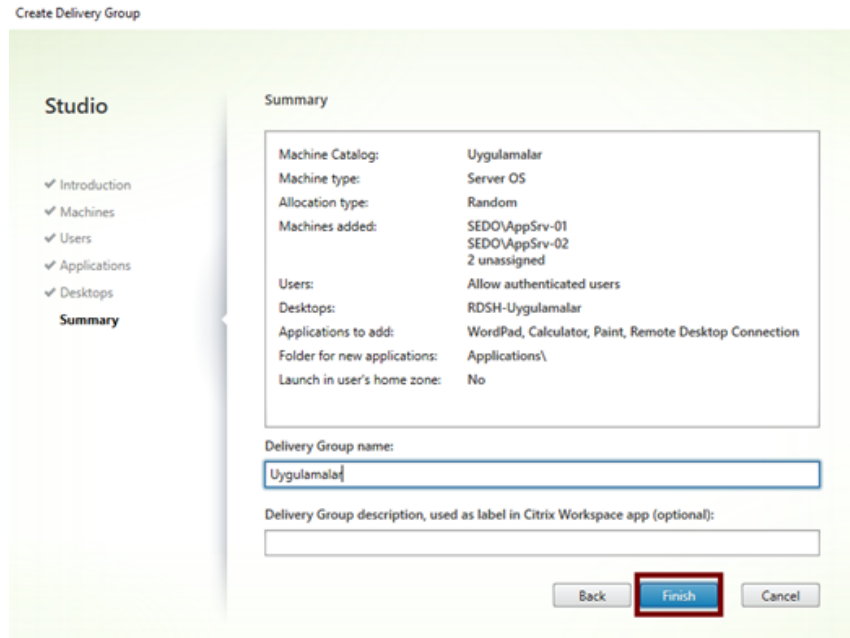 Create Delivery Group
Studio
Introduction
Machines
Users
Applications
Desktops
Summary
Summary
Machine Catalog: Uygulamalar
Machine type: Server OS
Allocation type: Random
Machines added: SEDO\AppSrv-01
SEDO\AppSrv-02
2 unassigned
Users: Allow authenticated users
Desktops: RDSH-Uygulamalar
Applications to add: WordPad, Calculator, Paint, Remote Desktop Connection
Folder for new applications: Applications\
Launch in user's home zone: No
Delivery Group name:
Uygulamalar
Delivery Group description, used as label in Citrix Workspace app (optional):
Back Finish Cancel